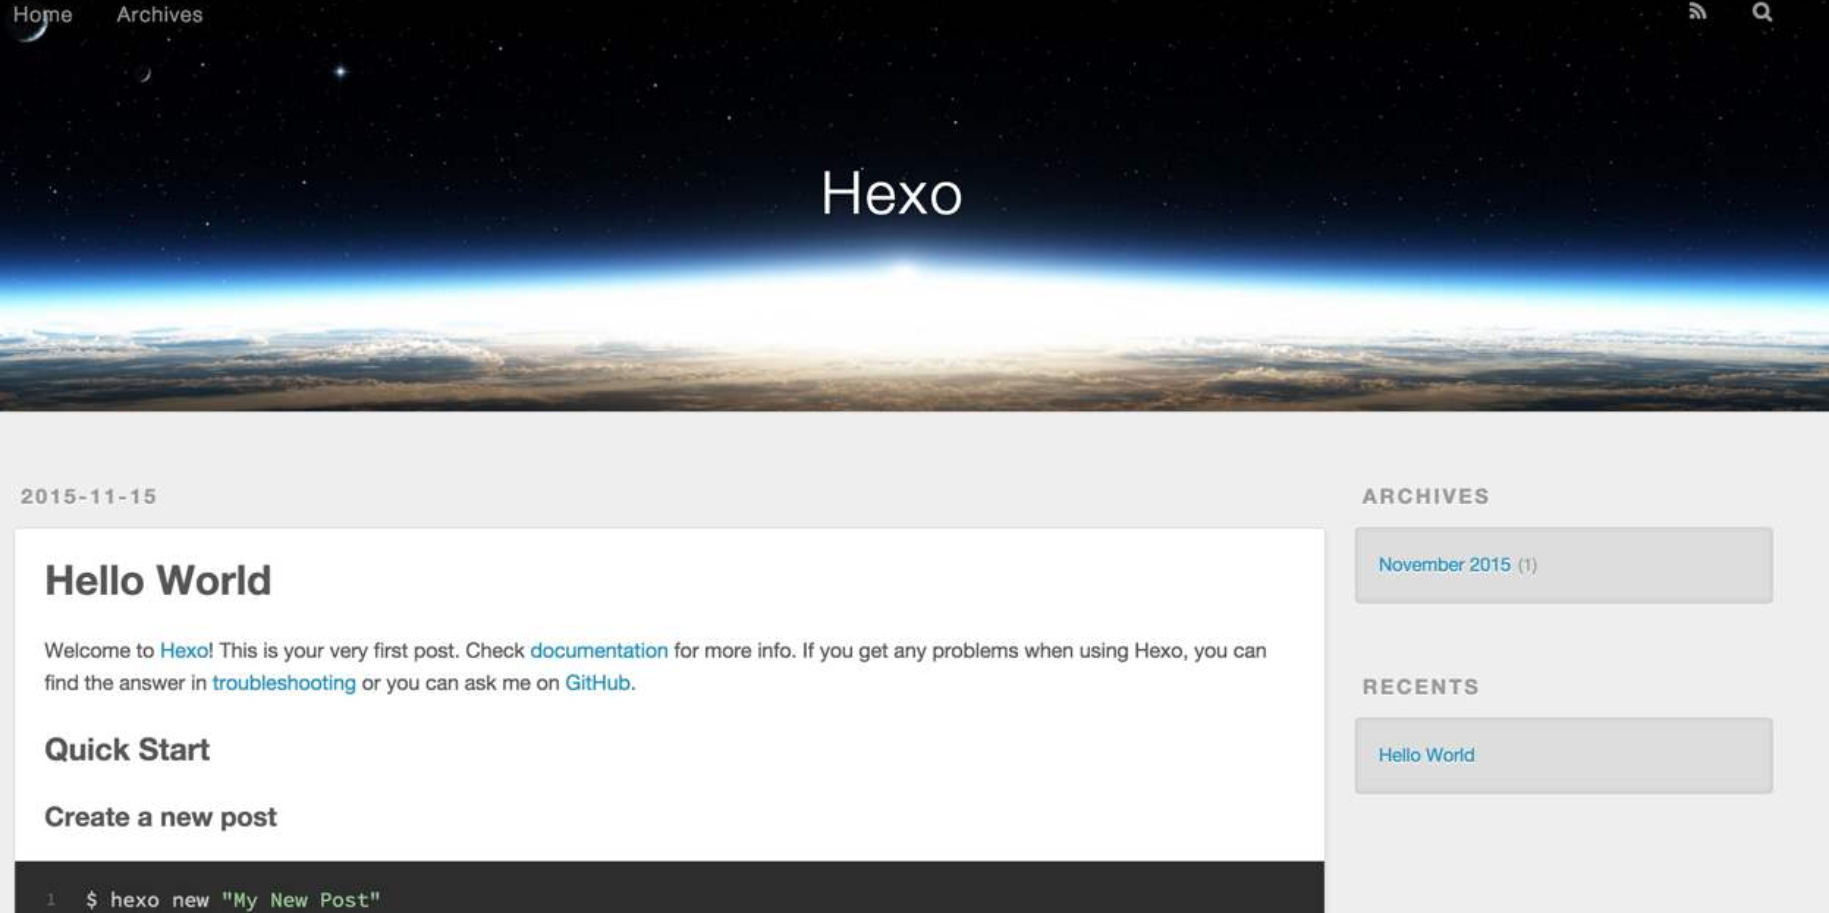 Home Archives
Hexo
2015-11-15
Hello World
Welcome to Hexo! This is your very first post. Check documentation for more info. If you get any problems when using Hexo, you can
find the answer in troubleshooting or you can ask me on GitHub.
Quick Start
Create a new post
1 $ hexo new "My New Post"
ARCHIVES
November 2015 (1)
RECENTS
Hello World